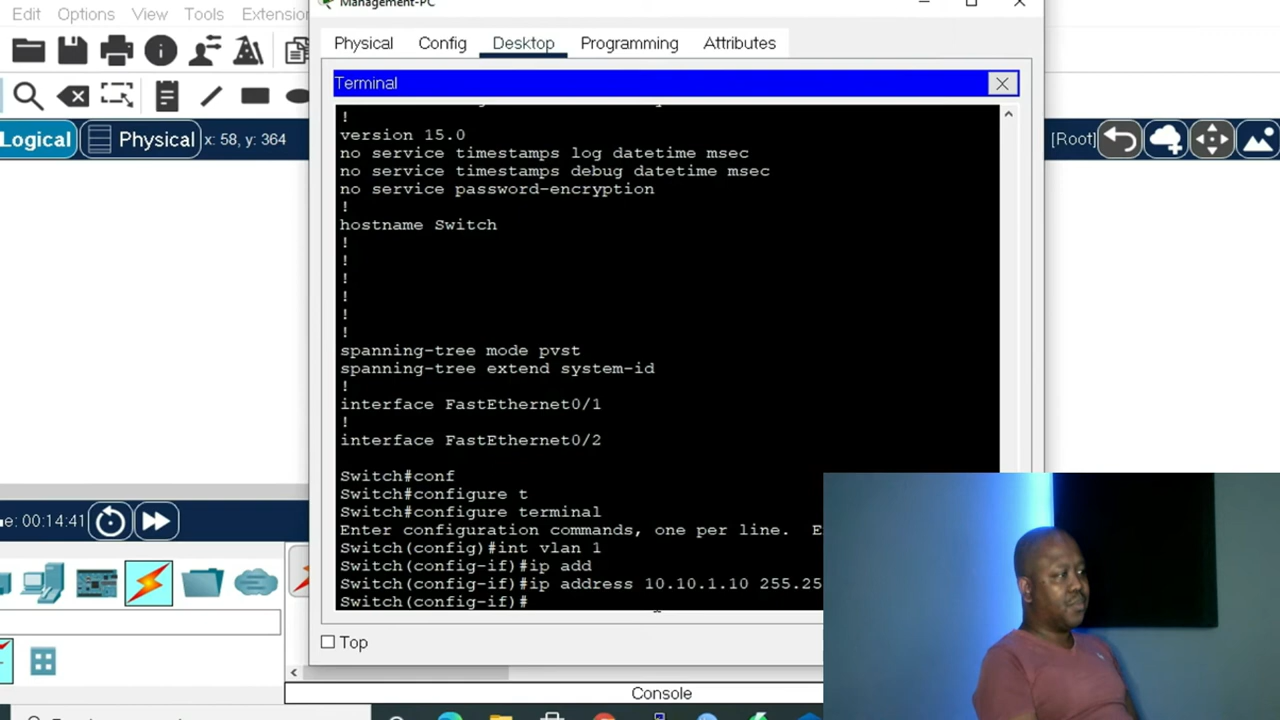 Management-PC
Edit Options View Tools Extension
Physical Config Desktop Programming Attributes
Terminal
Logical Physical x: 58, y: 364
[Root]
!
version 15.0
no service timestamps log datetime msec
no service timestamps debug datetime msec
no service password-encryption
!
hostname Switch
!
!
!
!
!
!
spanning-tree mode pvst
spanning-tree extend system-id
!
interface FastEthernet0/1
!
interface FastEthernet0/2
Switch#conf
Switch#configure t
Switch#configure terminal
Enter configuration commands, one per line. E
Switch(config)#int vlan 1
Switch(config-if)#ip add
Switch(config-if)#ip address 10.10.1.10 255.25
Switch(config-if)#
e: 00:14:41
Top
Console